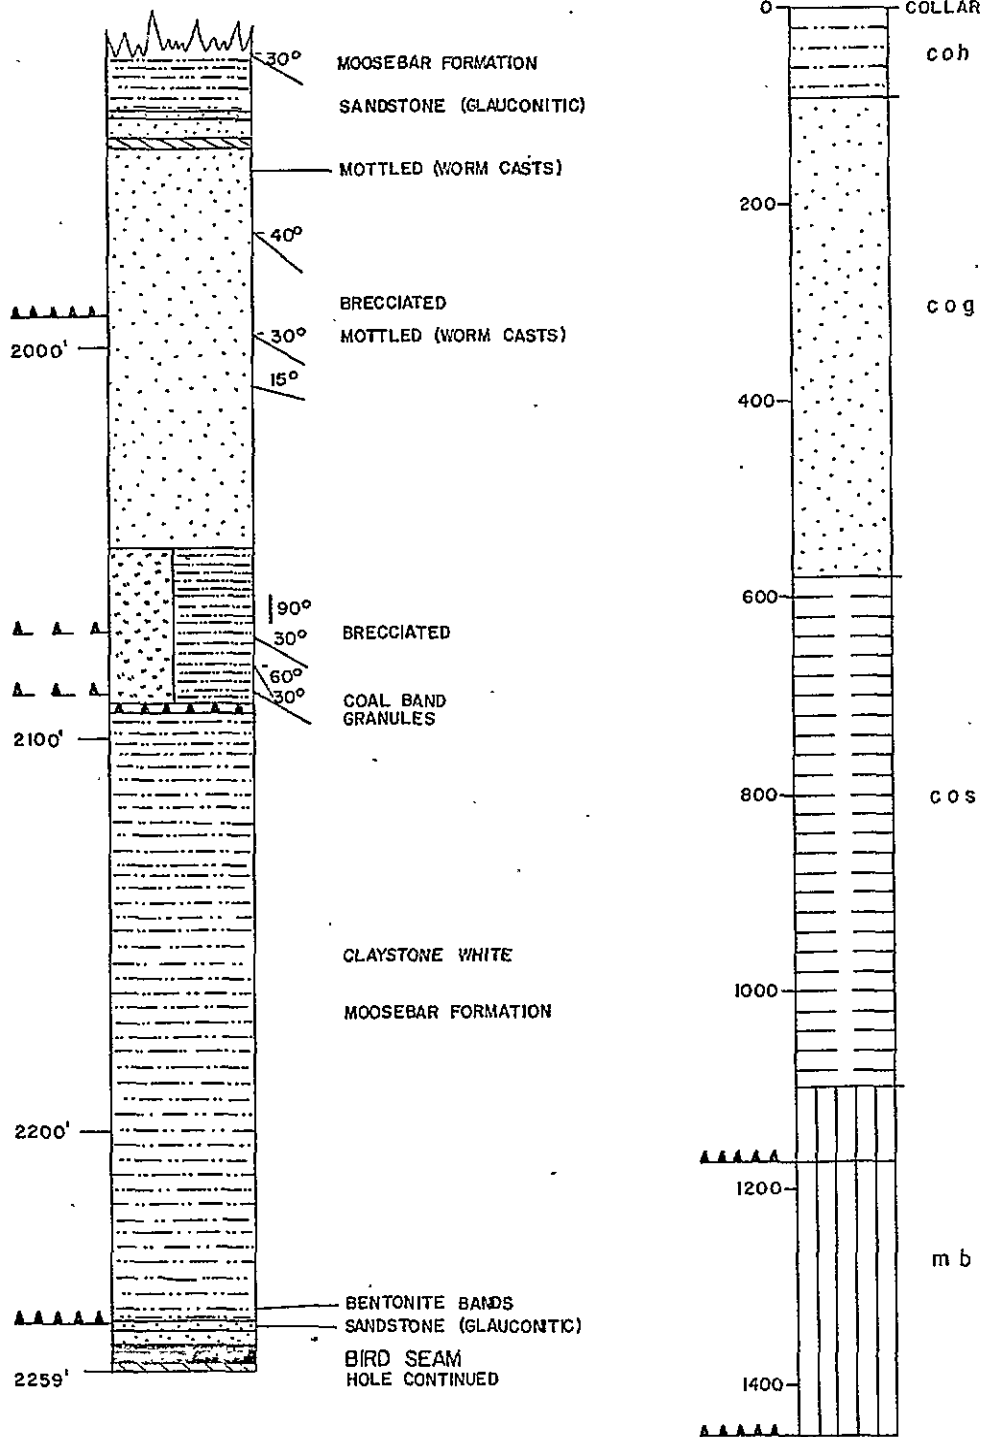 30°
MOOSEBAR FORMATION
SANDSTONE (GLAUCONITIC)
MOTTLED (WORM CASTS)
40°
BRECCIATED
30°
MOTTLED (WORM CASTS)
2000'
15°
90°
30°
BRECCIATED
60°
30°
COAL BAND
GRANULES
2100'
CLAYSTONE WHITE
MOOSEBAR FORMATION
2200'
BENTONITE BANDS
SANDSTONE (GLAUCONITIC)
BIRD SEAM
2259'
HOLE CONTINUED
0
COLLAR
coh
200
cog
400
600
800
cos
1000
1200
mb
1400